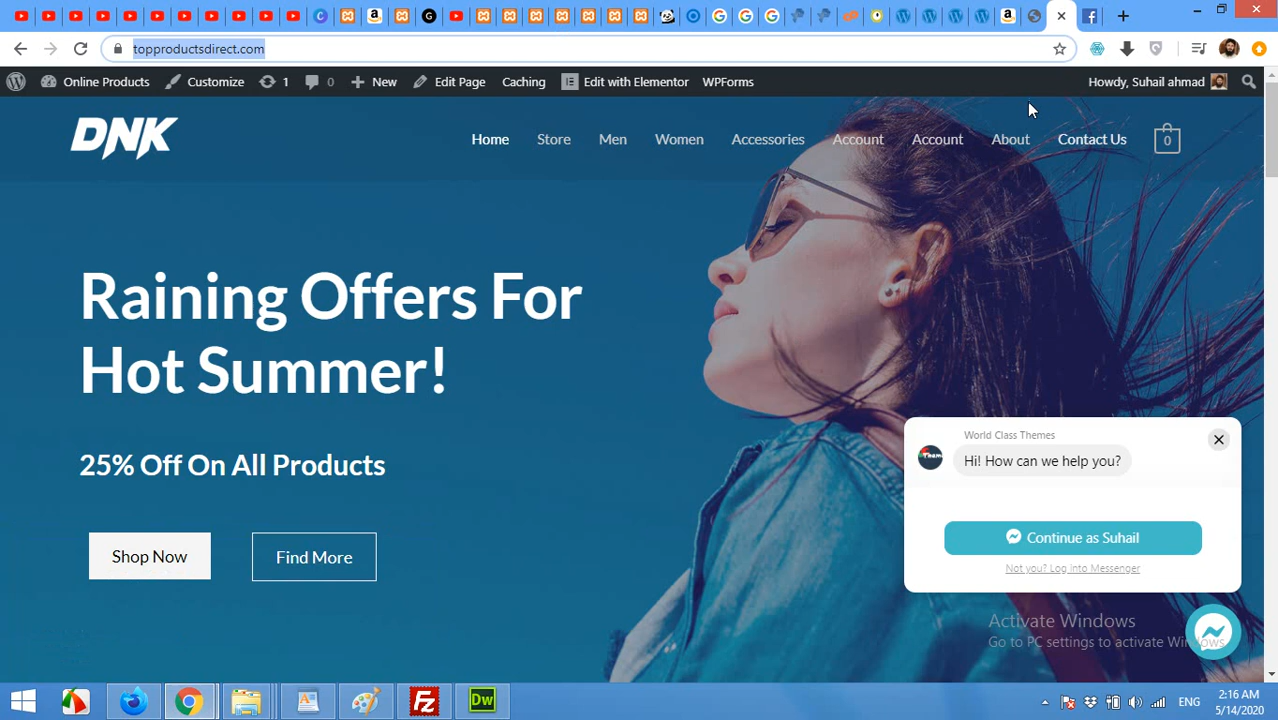 topproductsdirect.com
Online Products Customize 1 0 New Edit Page Caching Edit with Elementor WPForms Howdy, Suhail ahmad
DNK Home Store Men Women Accessories Account Account About Contact Us 0
Raining Offers For
Hot Summer!
25% Off On All Products
Shop Now Find More
World Class Themes
Hi! How can we help you?
Continue as Suhail
Not you? Log into Messenger
Activate Windows
Go to PC settings to activate Windows
ENG
2:16 AM
5/14/2020
Dw
Fz